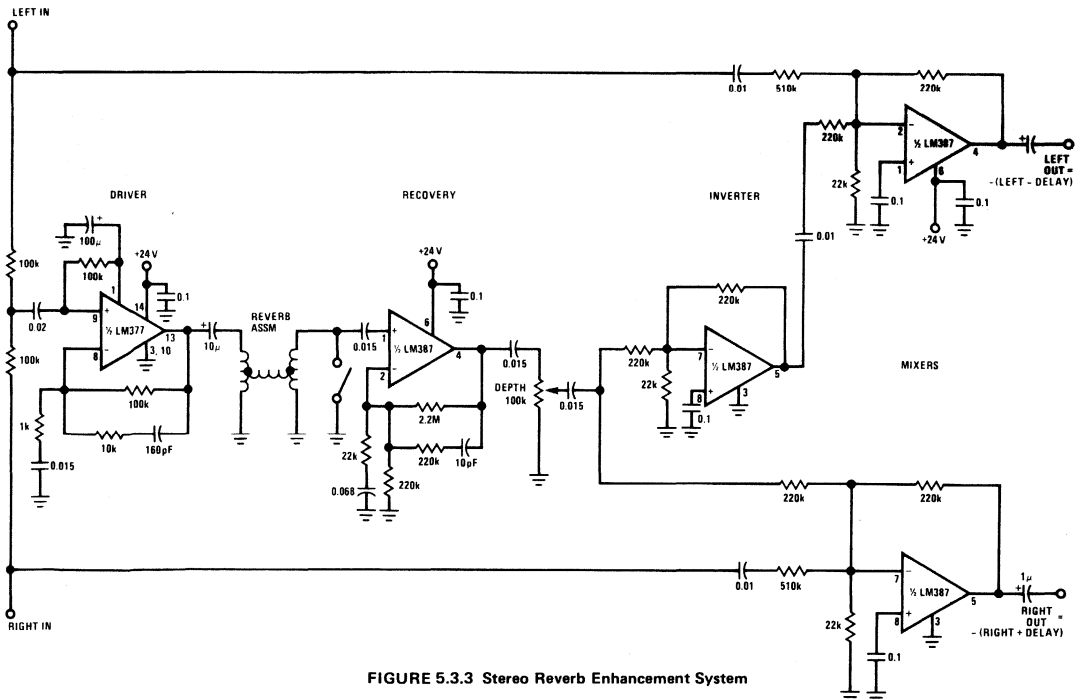 LEFT IN
0.01
510k
220k
220k
2
−
½ LM387
4
+
LEFT
OUT =
-(LEFT - DELAY)
1
+
6
22k
0.1
0.1
+24V
DRIVER
RECOVERY
INVERTER
+
100μ
+24 V
+24V
0.01
100k
100k
1
14
0.1
0.1
220k
0.02
9
+
½ LM377
13
8
−
3, 10
+
10μ
REVERB
ASSM
0.015
1
+
6
½ LM387
4
2
−
0.015
DEPTH
100k
0.015
220k
7
−
½ LM387
5
22k
8
+
3
0.1
MIXERS
100k
100k
1k
10k
160pF
0.015
2.2M
22k
220k
10pF
0.068
220k
220k
220k
0.01
510k
7
−
½ LM387
5
+
1μ
RIGHT
OUT =
-(RIGHT + DELAY)
22k
8
+
3
0.1
RIGHT IN
FIGURE 5.3.3 Stereo Reverb Enhancement System